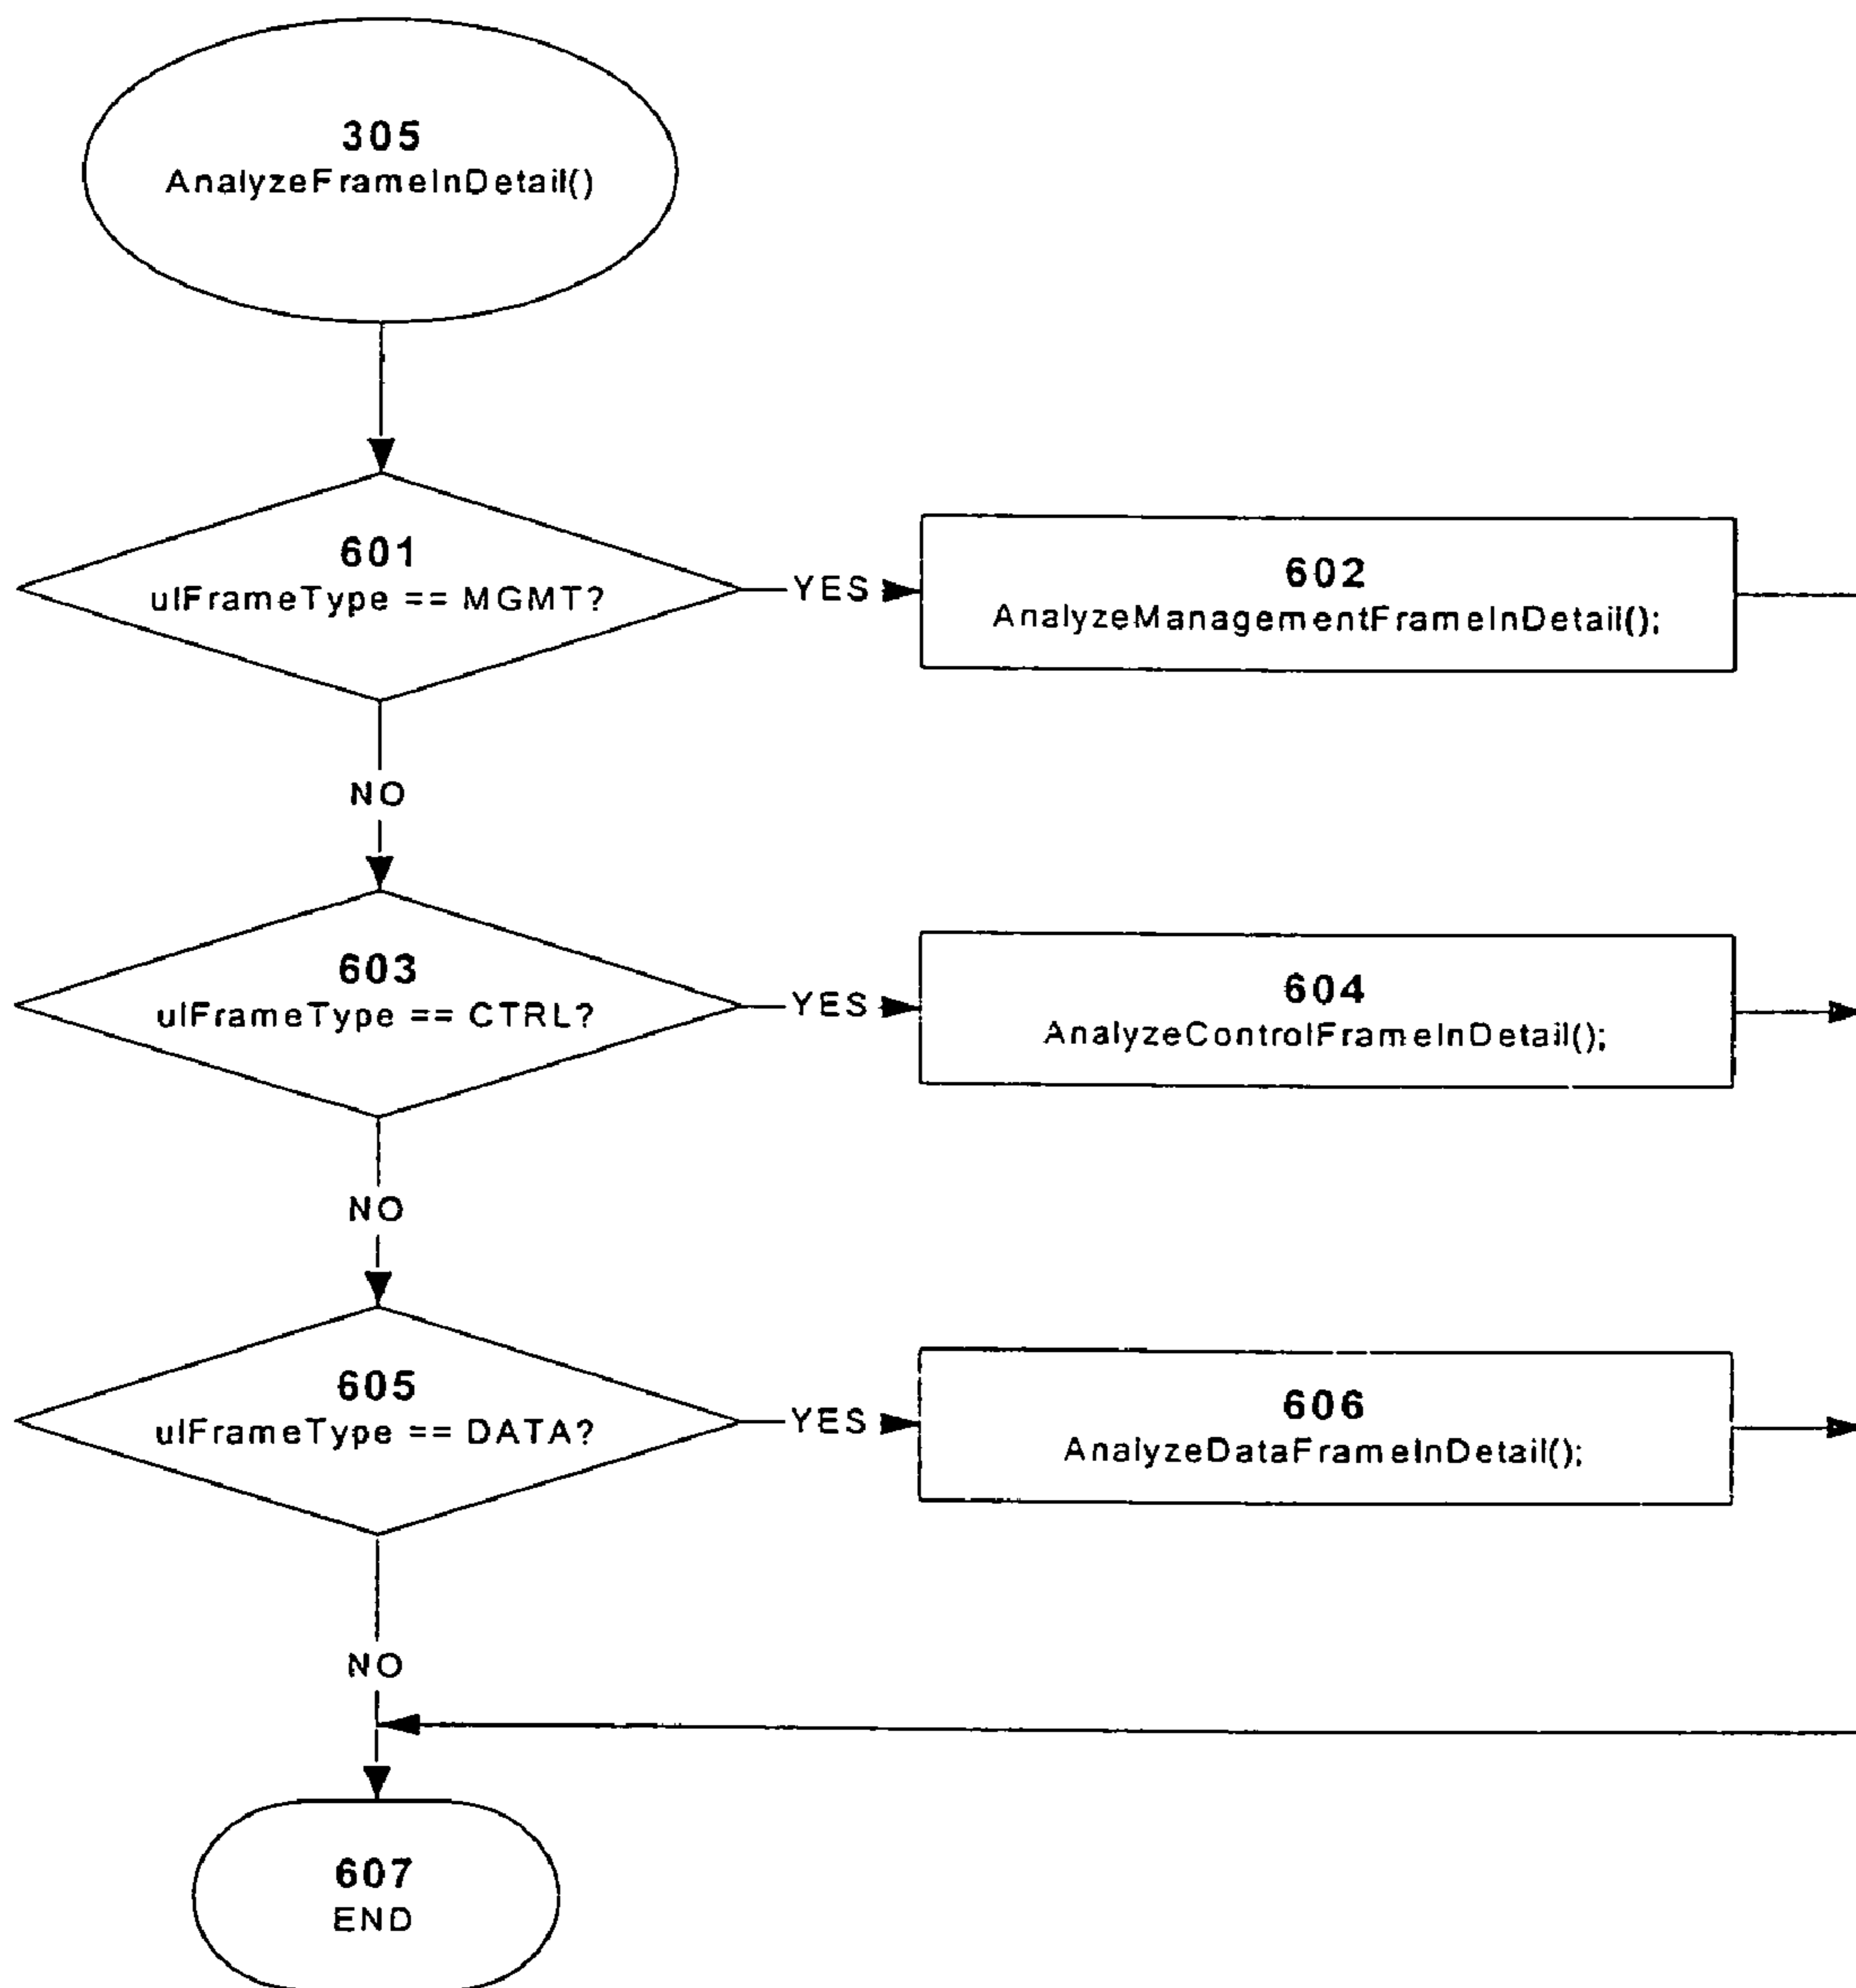 305
AnalyzeFrameInDetail()
601
ulFrameType == MGMT?
YES
602
AnalyzeManagementFrameInDetail();
NO
603
ulFrameType == CTRL?
YES
604
AnalyzeControlFrameInDetail();
NO
605
ulFrameType == DATA?
YES
606
AnalyzeDataFrameInDetail();
NO
607
END